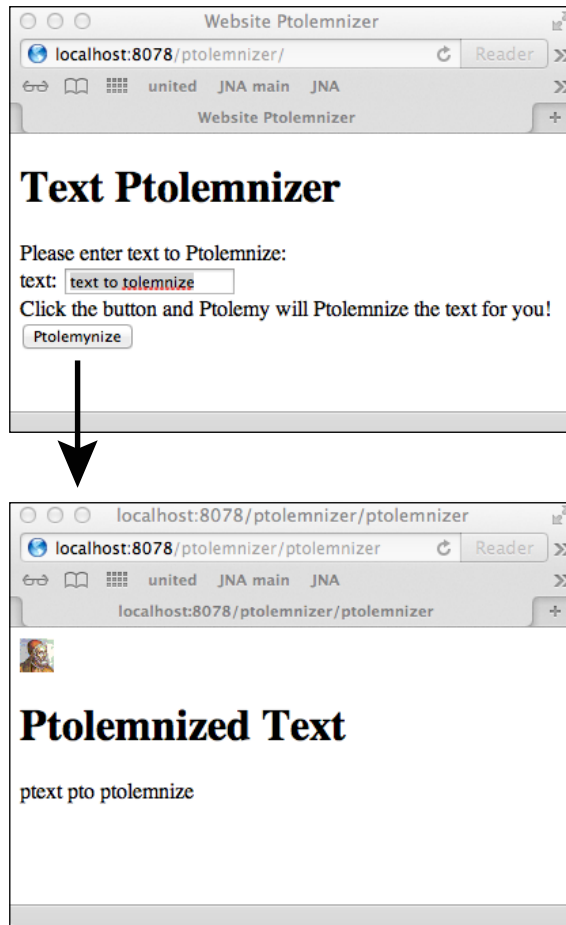 Website Ptolemnizer
localhost:8078/ptolemnizer/ Reader
united JNA main JNA
Website Ptolemnizer
Text Ptolemnizer
Please enter text to Ptolemnize:
text: text to tolemnize
Click the button and Ptolemy will Ptolemnize the text for you!
Ptolemynize
localhost:8078/ptolemnizer/ptolemnizer
localhost:8078/ptolemnizer/ptolemnizer Reader
united JNA main JNA
localhost:8078/ptolemnizer/ptolemnizer
Ptolemnized Text
ptext pto ptolemnize